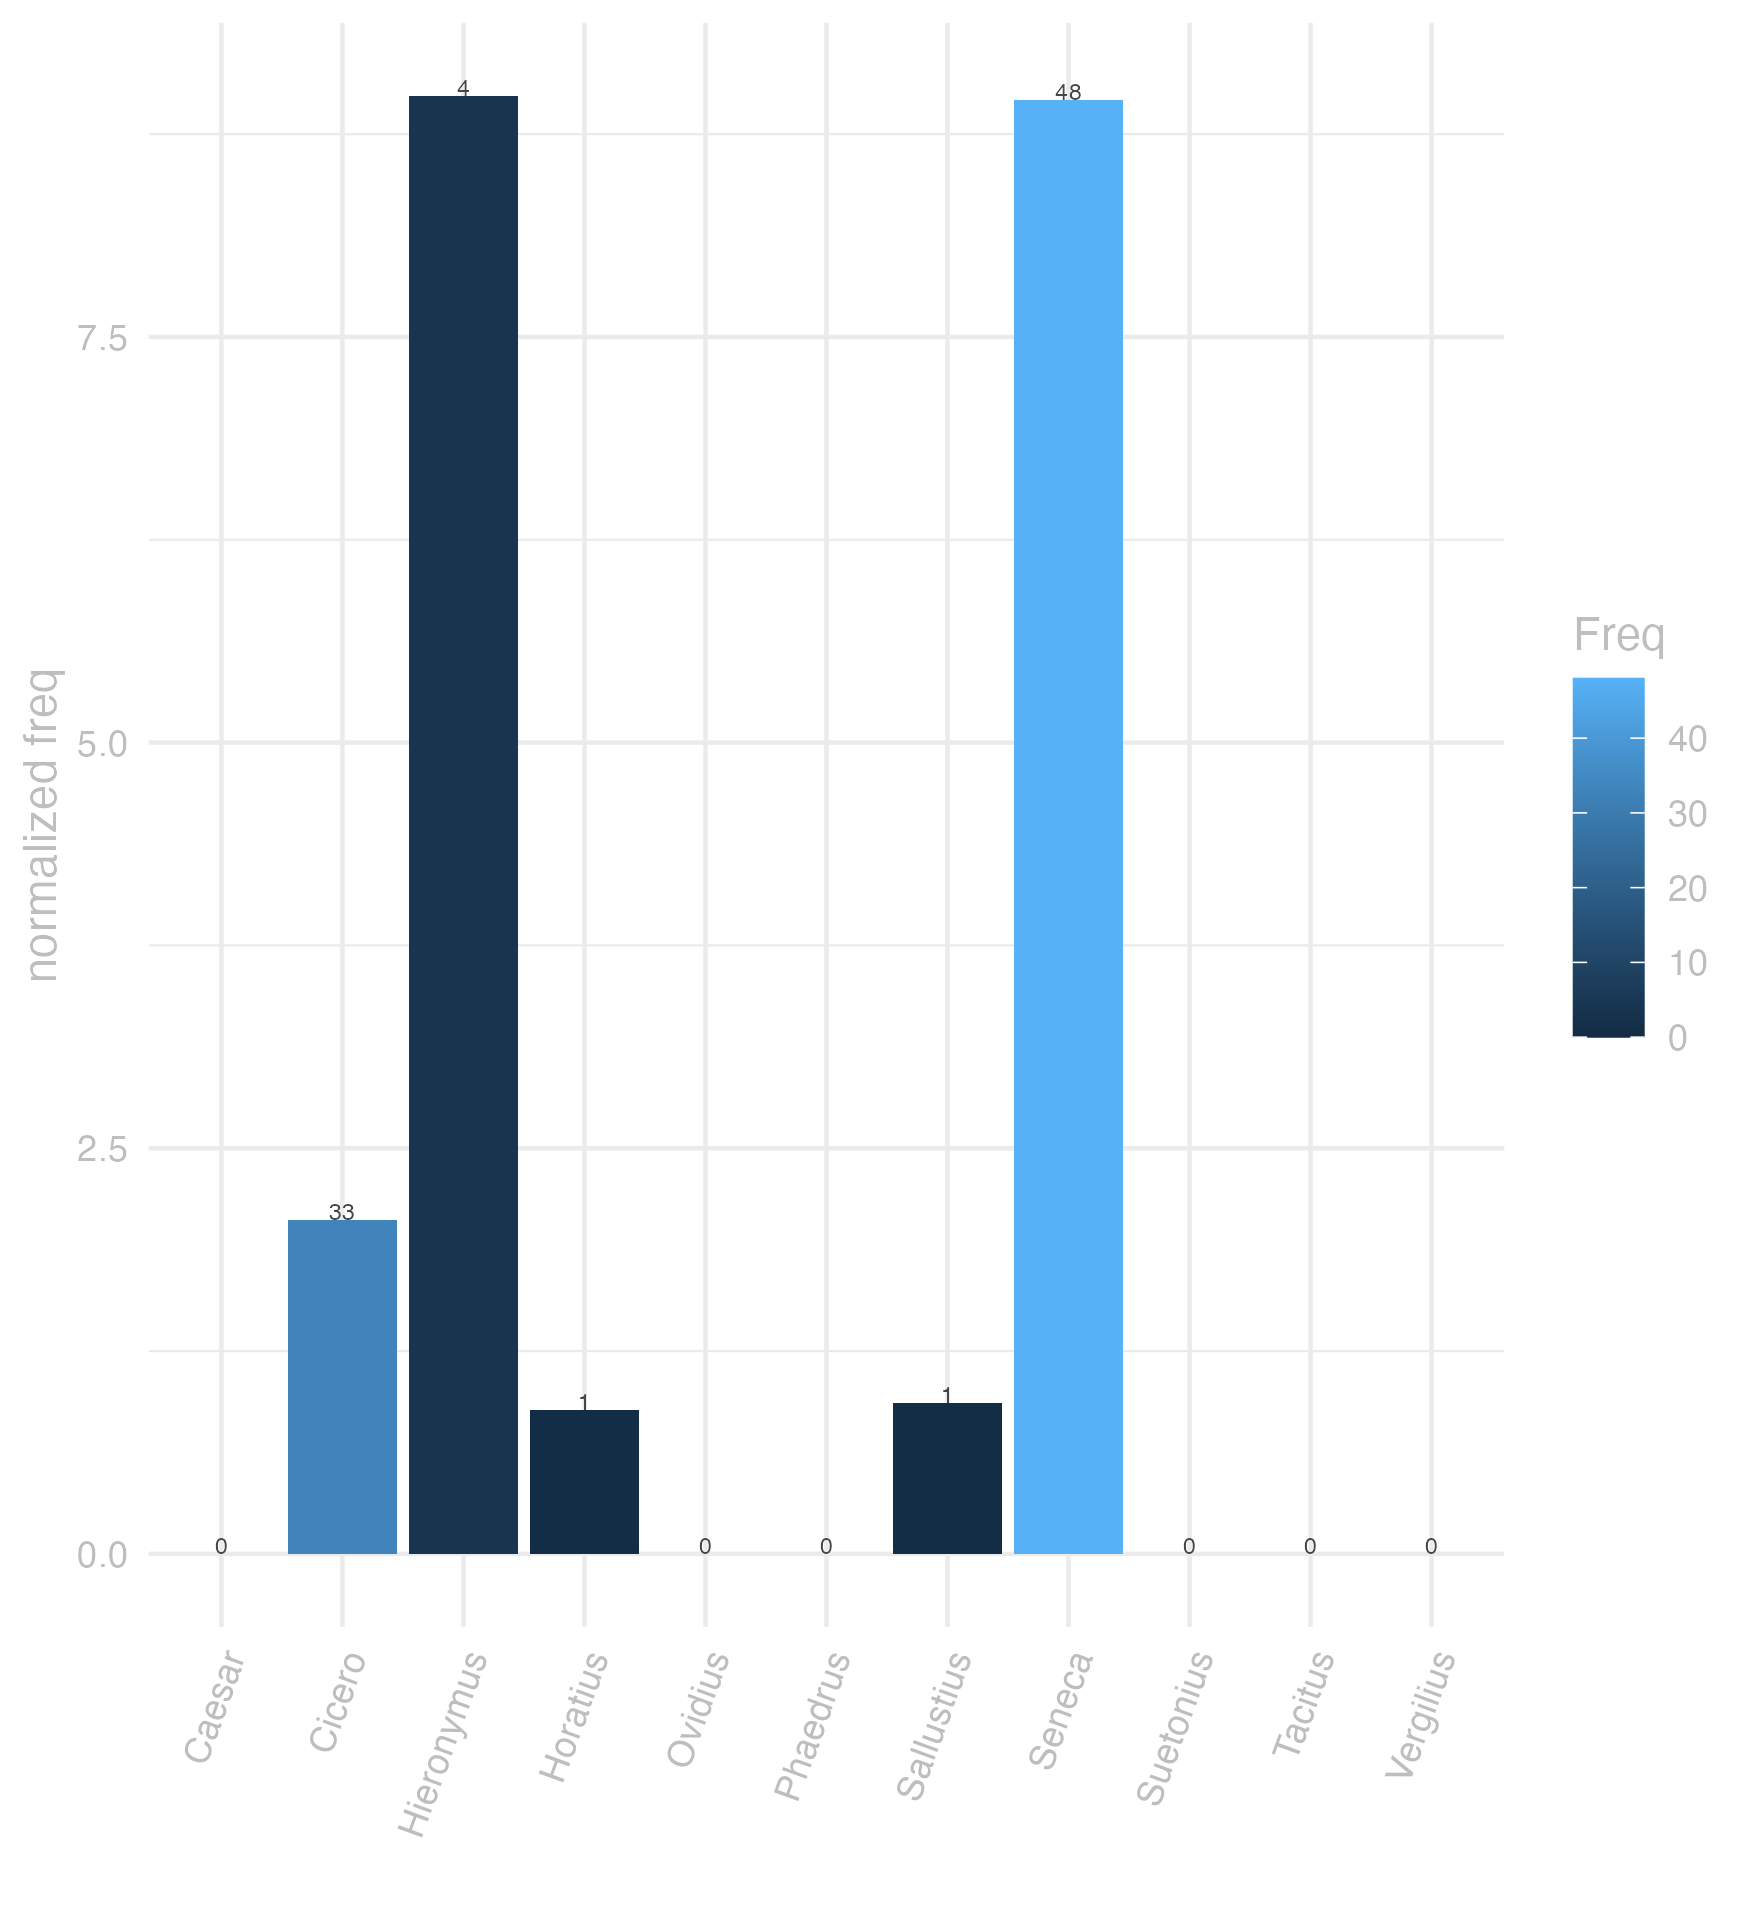 normalized freq
7.5
5.0
2.5
0.0
0
33
4
1
0
0
1
48
0
0
0
Caesar
Cicero
Hieronymus
Horatius
Ovidius
Phaedrus
Sallustius
Seneca
Suetonius
Tacitus
Vergilius
Freq
40
30
20
10
0